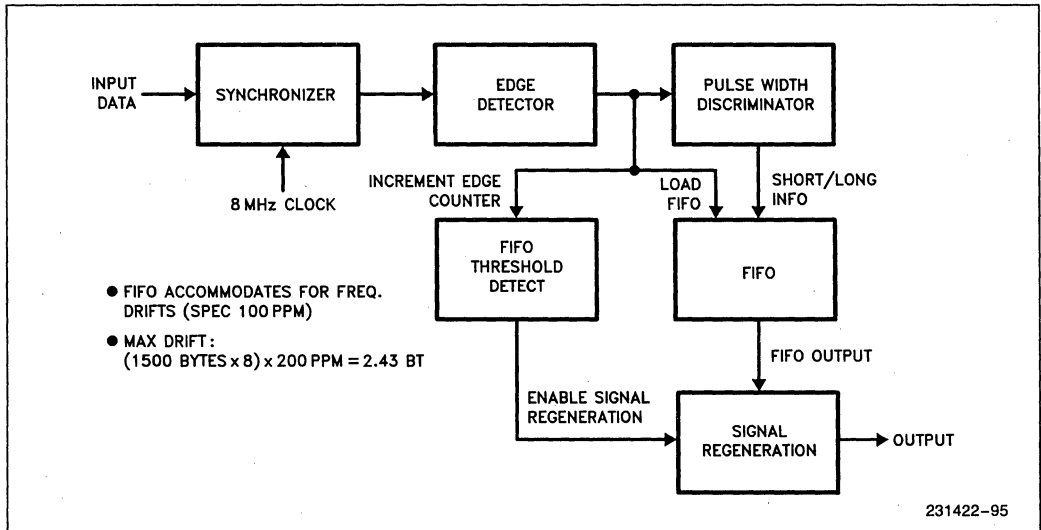 INPUT
DATA
SYNCHRONIZER
8 MHz CLOCK
EDGE
DETECTOR
PULSE WIDTH
DISCRIMINATOR
INCREMENT EDGE
COUNTER
LOAD
FIFO
SHORT/LONG
INFO
FIFO
THRESHOLD
DETECT
FIFO
● FIFO ACCOMMODATES FOR FREQ.
DRIFTS (SPEC 100 PPM)
● MAX DRIFT:
(1500 BYTES x 8) x 200 PPM = 2.43 BT
FIFO OUTPUT
ENABLE SIGNAL
REGENERATION
SIGNAL
REGENERATION
OUTPUT
231422-95